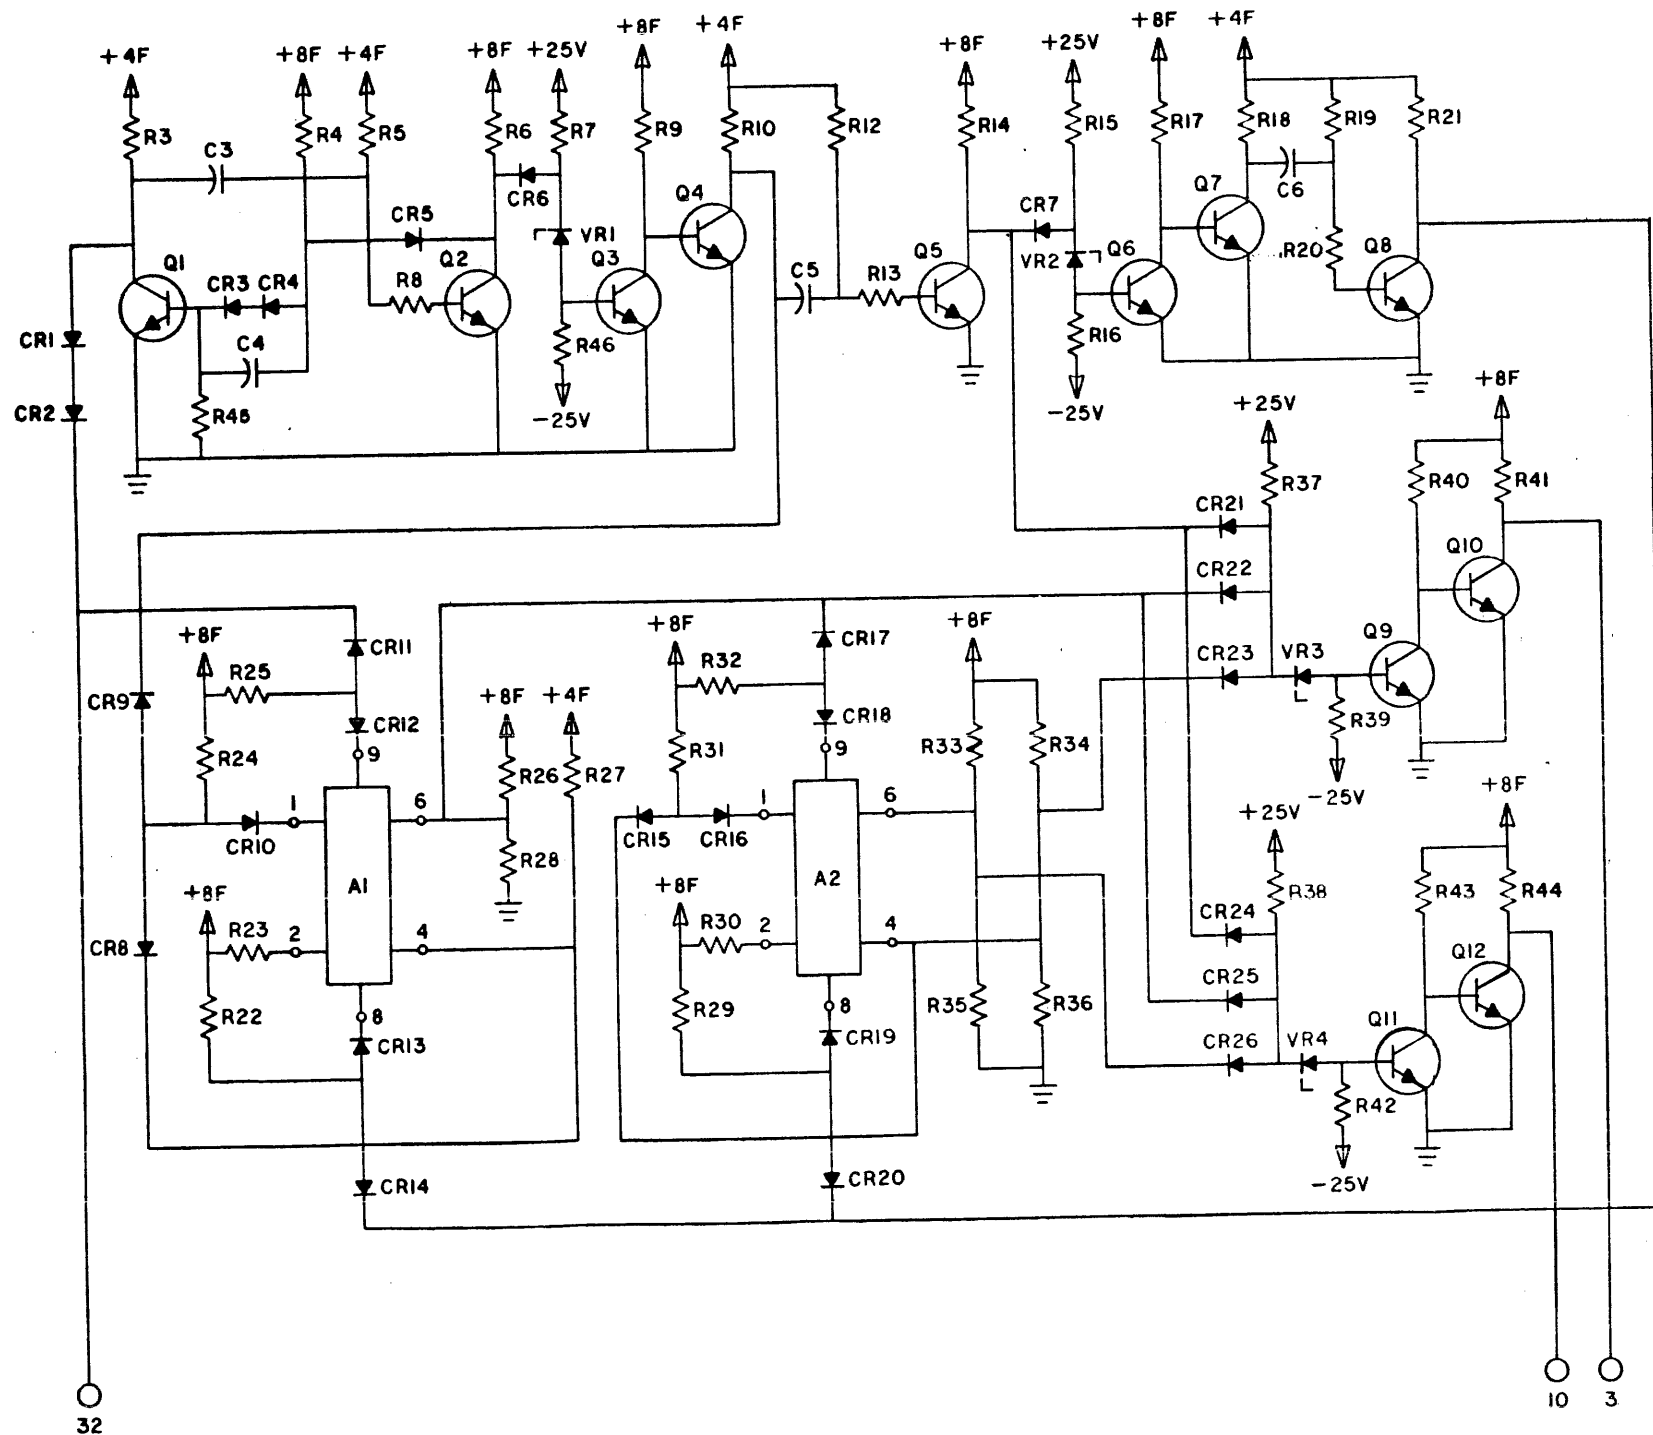 +8F +4F +8F +4F
+4F +8F +4F +8F +25V +8F +25V
R3 C3 R4 R5 R6 R7 R9 R10 R12 R14 R15 R17 R18 R19 R21
CR6 C6
Q4 Q7
CR5 CR7
VR1 VR2 Q6 R20 Q8
Q1 CR3 CR4 R8 Q2 Q3 C5 R13 Q5
CR1 C4 R46 R16
CR2 R45 -25V -25V +25V +8F
R37 R40 R41
CR21
Q10
CR22
+8F +8F CR17 +8F Q9
R25 CR11 R32 CR23 VR3
CR9 CR12 +8F +4F CR18 R39
R24 9 R26 R27 R31 9 R33 R34
1 6 1 6 -25V +8F
CR10 R28 CR15 CR16 +25V
A1 A2
+8F +8F R38 R43 R44
R23 2 4 R30 2 4 CR24
CR8 Q12
CR25
R22 8 R29 8 R35 R36 Q11
CR13 CR19 CR26 VR4
R42
CR14 CR20 -25V
32 10 3